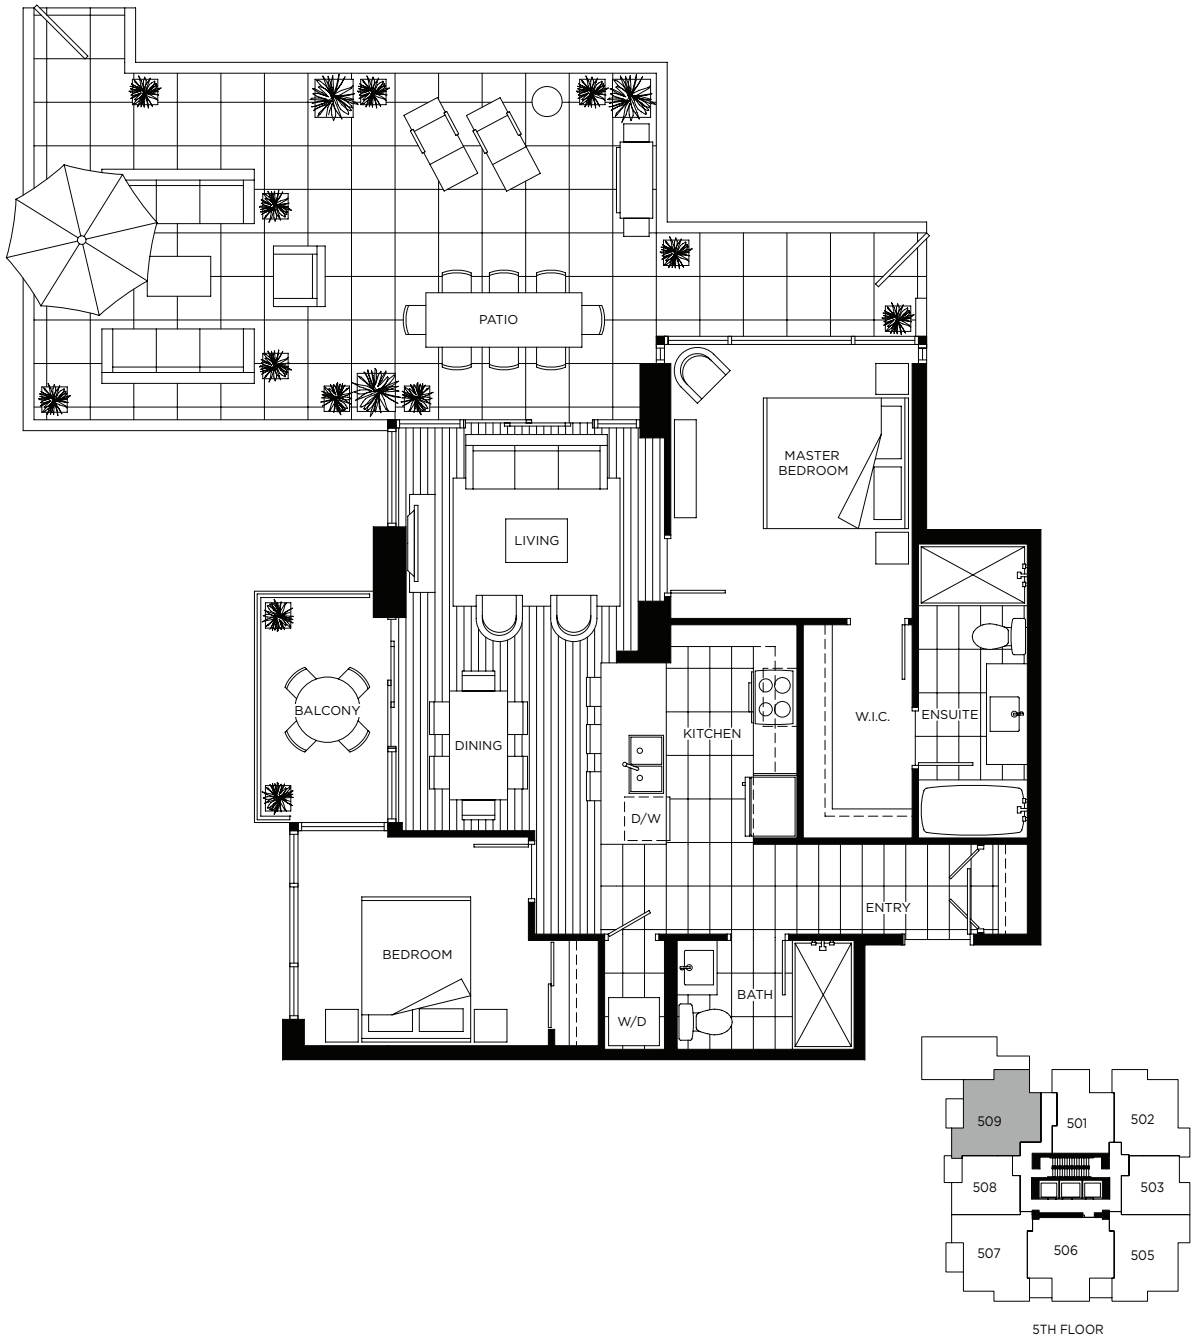 PATIO
MASTER
BEDROOM
LIVING
BALCONY
DINING
KITCHEN
W.I.C.
ENSUITE
D/W
ENTRY
BEDROOM
BATH
W/D
509
501
502
508
503
507
506
505
5TH FLOOR